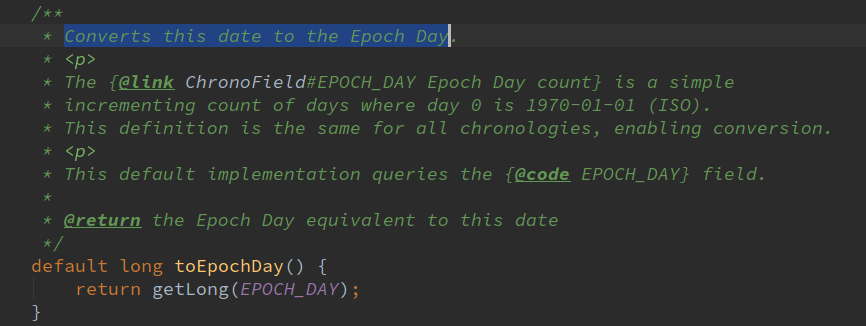 /**
 * Converts this date to the Epoch Day.
 * <p>
 * The {@link ChronoField#EPOCH_DAY Epoch Day count} is a simple
 * incrementing count of days where day 0 is 1970-01-01 (ISO).
 * This definition is the same for all chronologies, enabling conversion.
 * <p>
 * This default implementation queries the {@code EPOCH_DAY} field.
 *
 * @return the Epoch Day equivalent to this date
 */
default long toEpochDay() {
    return getLong(EPOCH_DAY);
}